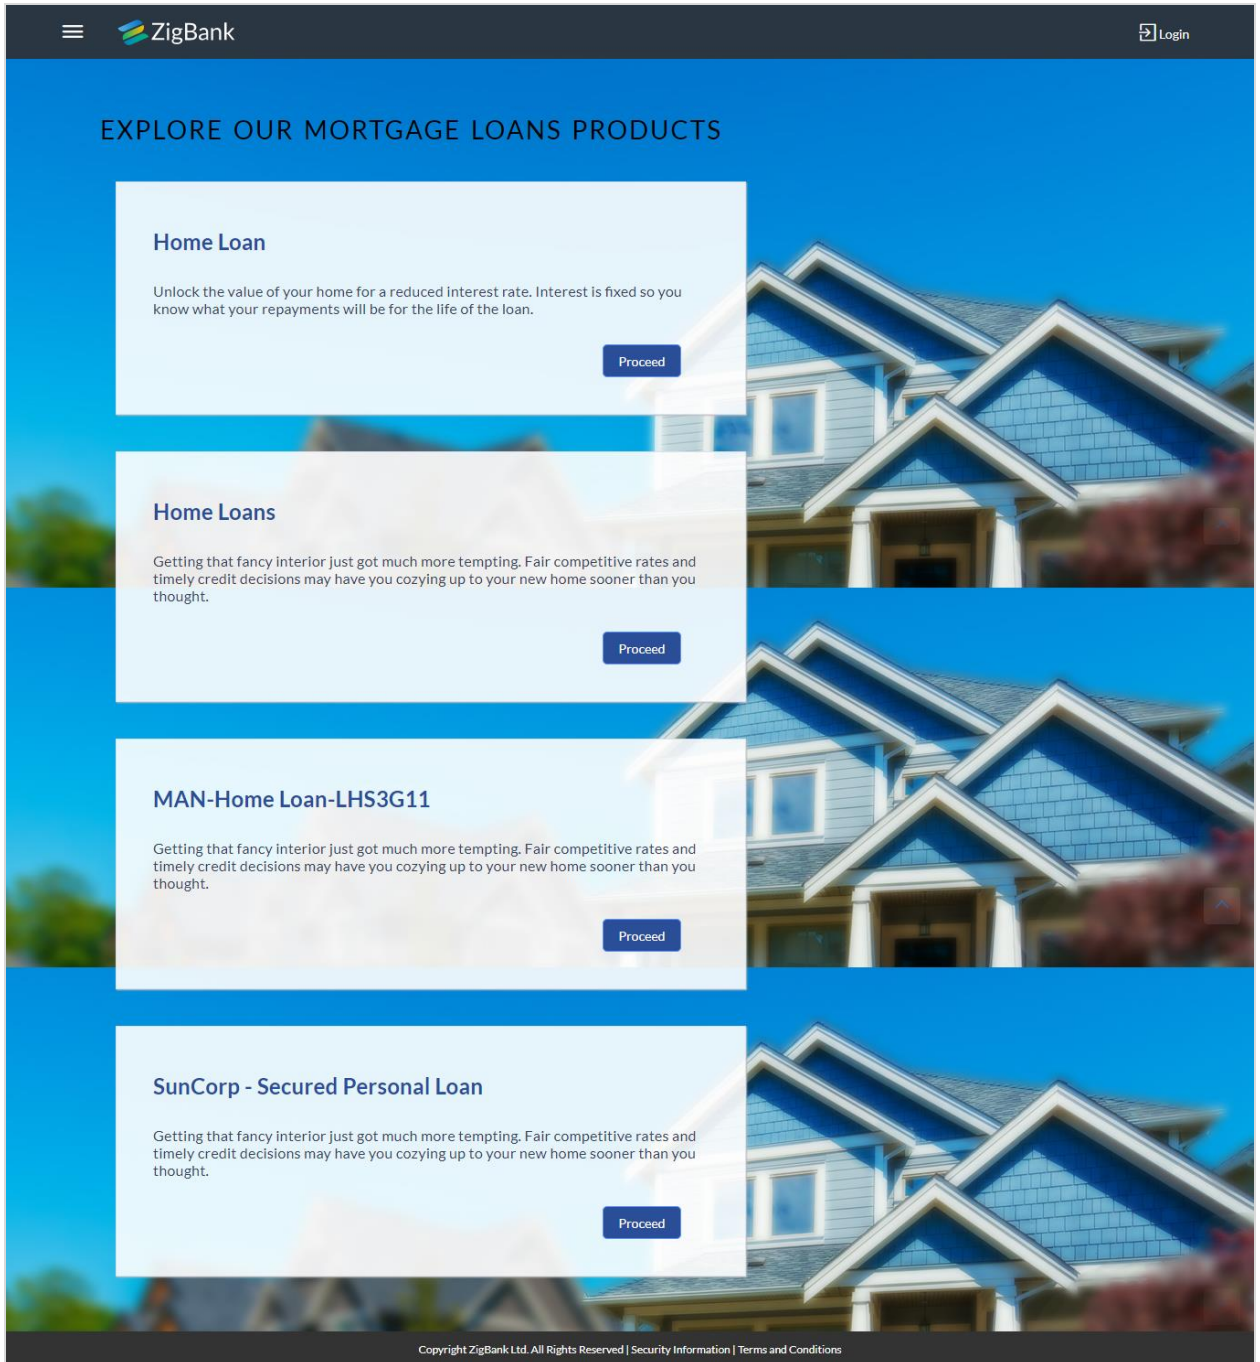 ZigBank
Login
EXPLORE OUR MORTGAGE LOANS PRODUCTS
Home Loan
Unlock the value of your home for a reduced interest rate. Interest is fixed so you
know what your repayments will be for the life of the loan.
Proceed
Home Loans
Getting that fancy interior just got much more tempting. Fair competitive rates and
timely credit decisions may have you cozying up to your new home sooner than you
thought.
Proceed
MAN-Home Loan-LHS3G11
Getting that fancy interior just got much more tempting. Fair competitive rates and
timely credit decisions may have you cozying up to your new home sooner than you
thought.
Proceed
SunCorp - Secured Personal Loan
Getting that fancy interior just got much more tempting. Fair competitive rates and
timely credit decisions may have you cozying up to your new home sooner than you
thought.
Proceed
Copyright ZigBank Ltd. All Rights Reserved | Security Information | Terms and Conditions